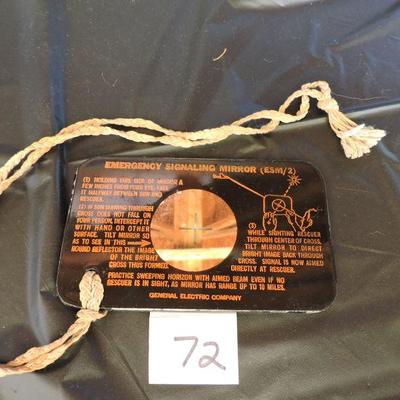 EMERGENCY SIGNALING MIRROR (ESM/2)
(1) HOLDING THIS SIDE OF MIRROR A
FEW INCHES FROM YOUR EYE, FACE
IT HALFWAY BETWEEN SUN AND
RESCUER.
(2) IF SUN SHINING THROUGH
CROSS DOES NOT FALL ON
YOUR PERSON, INTERCEPT IT
WITH HAND OR OTHER
SURFACE. TILT MIRROR SO
AS TO SEE IN THIS
ROUND REFLECTOR THE IMAGE
OF THE BRIGHT
CROSS THUS FORMED.
Sun
(3) WHILE SIGHTING RESCUER
THROUGH CENTER OF CROSS,
TILT MIRROR TO DIRECT
BRIGHT IMAGE BACK THROUGH
CROSS. SIGNAL IS NOW AIMED
DIRECTLY AT RESCUER.
PRACTICE SWEEPING HORIZON WITH AIMED BEAM EVEN IF NO
RESCUER IS IN SIGHT, AS MIRROR HAS RANGE UP TO 10 MILES.
GENERAL ELECTRIC COMPANY
72